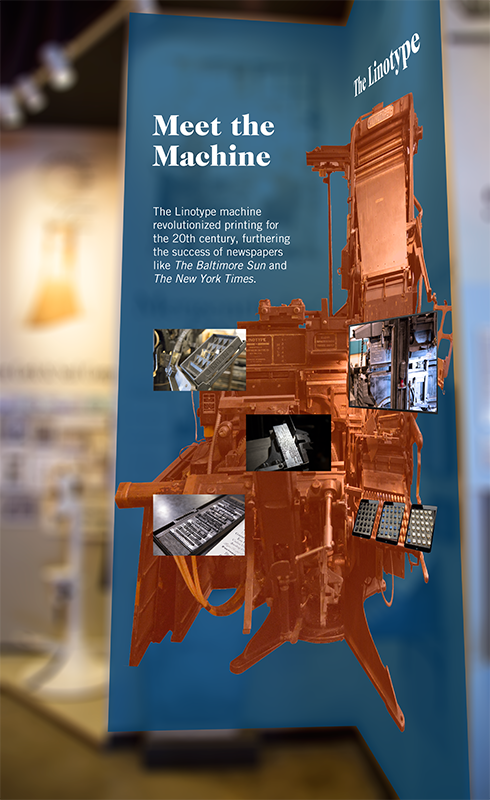 The Linotype
Meet the
Machine
The Linotype machine
revolutionized printing for
the 20th century, furthering
the success of newspapers
like The Baltimore Sun and
The New York Times.